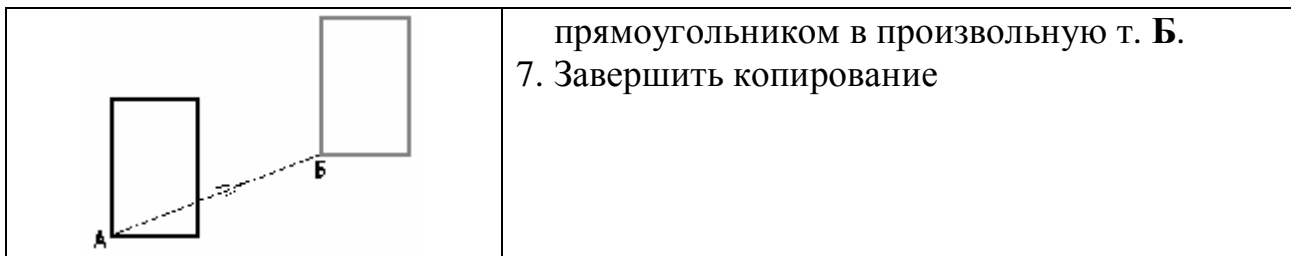 прямоугольником в произвольную т. Б.
7. Завершить копирование
Б
А